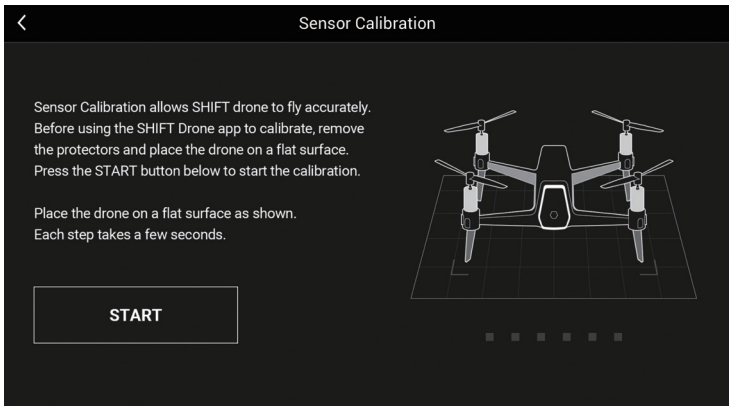 Sensor Calibration
Sensor Calibration allows SHIFT drone to fly accurately.
Before using the SHIFT Drone app to calibrate, remove
the protectors and place the drone on a flat surface.
Press the START button below to start the calibration.
Place the drone on a flat surface as shown.
Each step takes a few seconds.
START